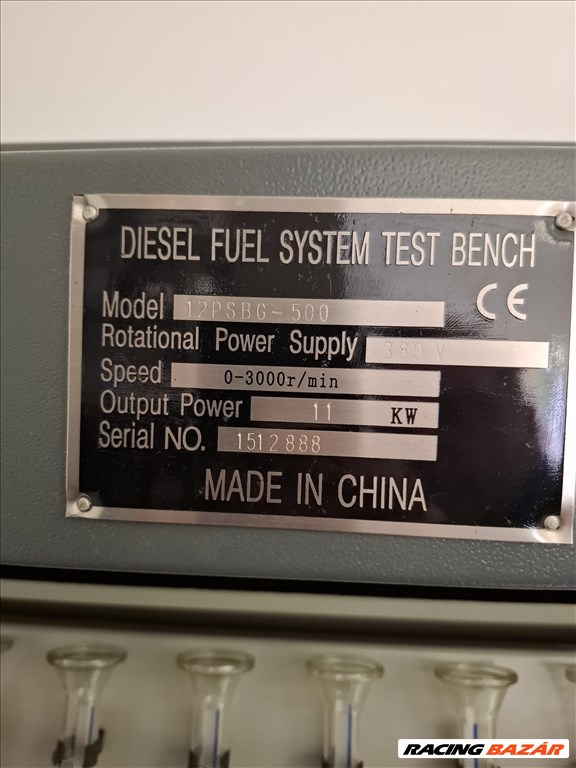 DIESEL FUEL SYSTEM TEST BENCH
Model 12PSBG-500 CE
Rotational Power Supply 380 V
Speed 0-3000r/min
Output Power 11 KW
Serial NO. 1512888
MADE IN CHINA
RACING BAZÁR